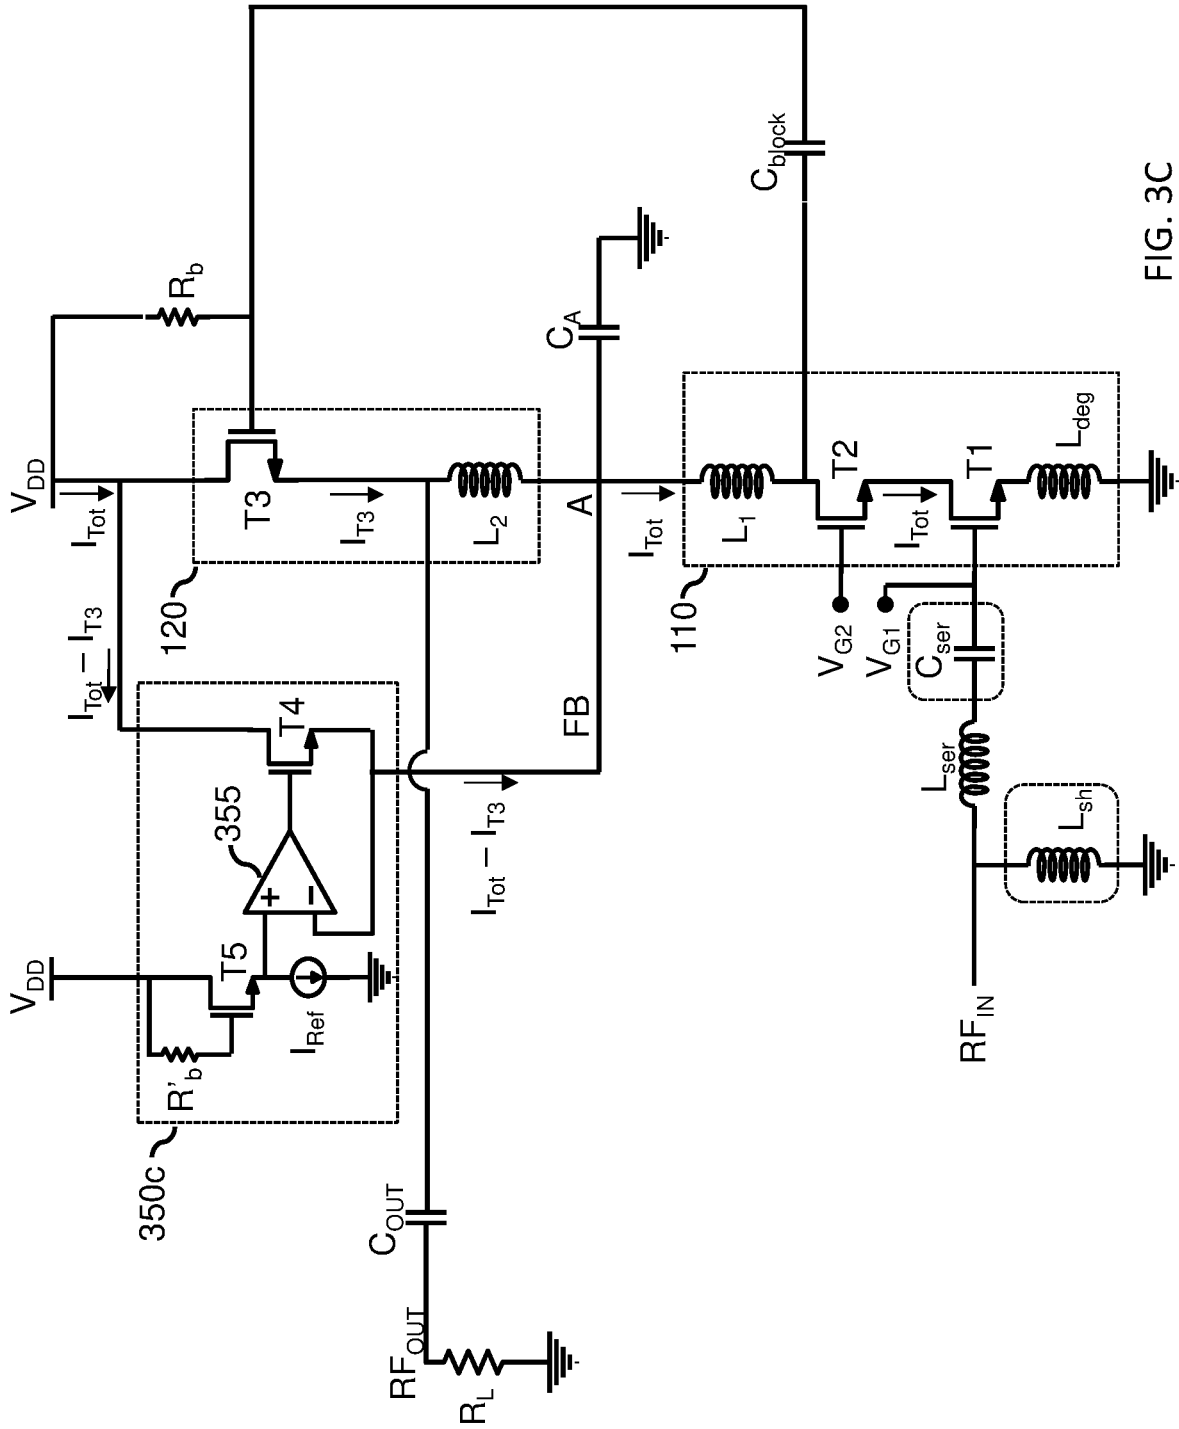 V_DD
I_Tot
R_b
I_Tot − I_T3
120
T3
I_T3
L_2
C_A
A
FB
C_block
V_DD
350c
R'_b
T5
I_Ref
355
+
−
T4
I_Tot − I_T3
C_OUT
RF_OUT
R_L
I_Tot
110
L_1
T2
I_Tot
T1
L_deg
V_G2
V_G1
C_ser
L_ser
L_sh
RF_IN
FIG. 3C